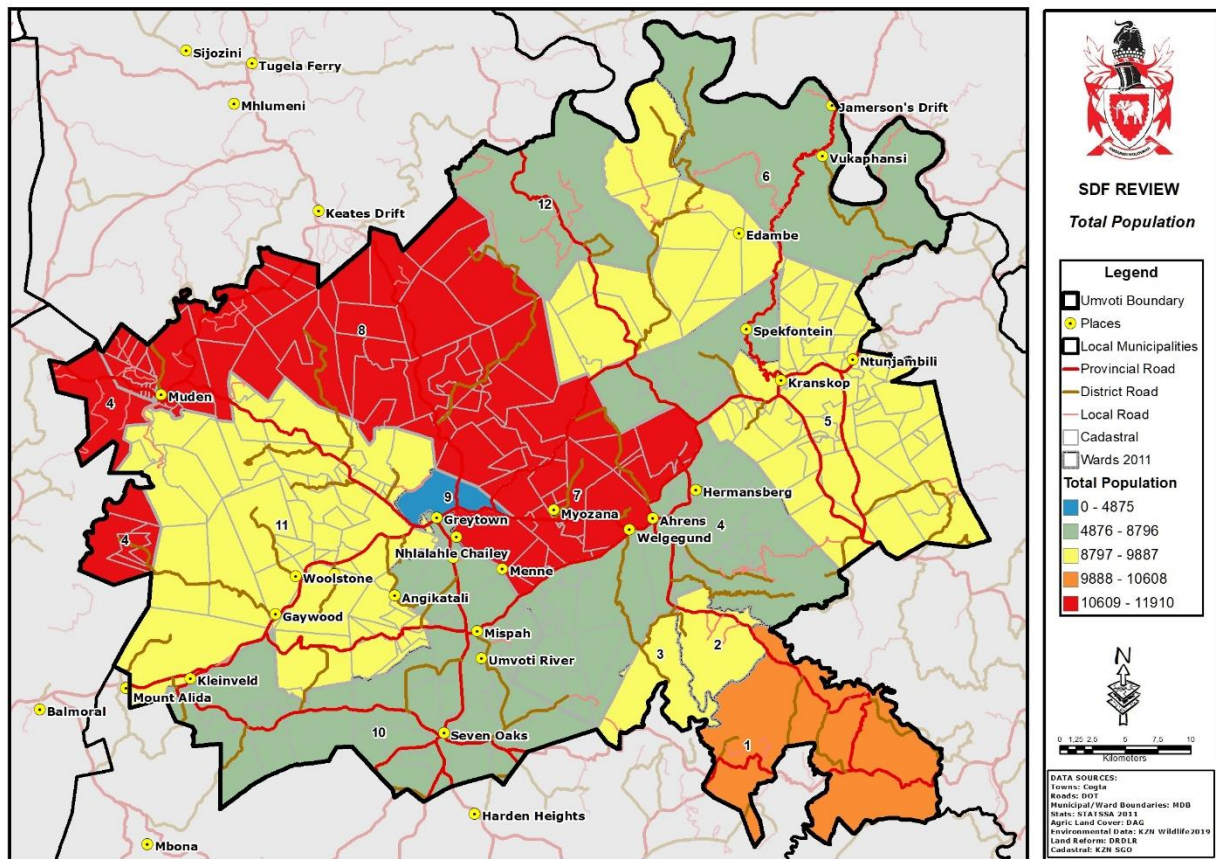 Sijozini
Tugela Ferry
Mhlumeni
Jamerson's Drift
Vukaphansi
6
12
Keates Drift
Edambe
8
Spekfontein
Ntunjambili
Kranskop
4
Muden
5
9
Hermansberg
7
Myozana
Greytown
Ahrens
4
11
Welgegund
4
Nhlalahle Chailey
Menne
Woolstone
Angikatali
Gaywood
Mispah
2
3
Umvoti River
Kleinveld
Mount Alida
Balmoral
Seven Oaks
10
1
Harden Heights
Mbona
SDF REVIEW
Total Population
Legend
Umvoti Boundary
Places
Local Municipalities
Provincial Road
District Road
Local Road
Cadastral
Wards 2011
Total Population
0 - 4875
4876 - 8796
8797 - 9887
9888 - 10608
10609 - 11910
N
0 1,25 2,5 5 7,5 10
Kilometers
DATA SOURCES:
Towns: Cogta
Roads: DOT
Municipal/Ward Boundaries: MDB
Stats: STATSSA 2011
Agric Land Cover: DAG
Environmental Data: KZN Wildlife2019
Land Reform: DRDLR
Cadastral: KZN SGO